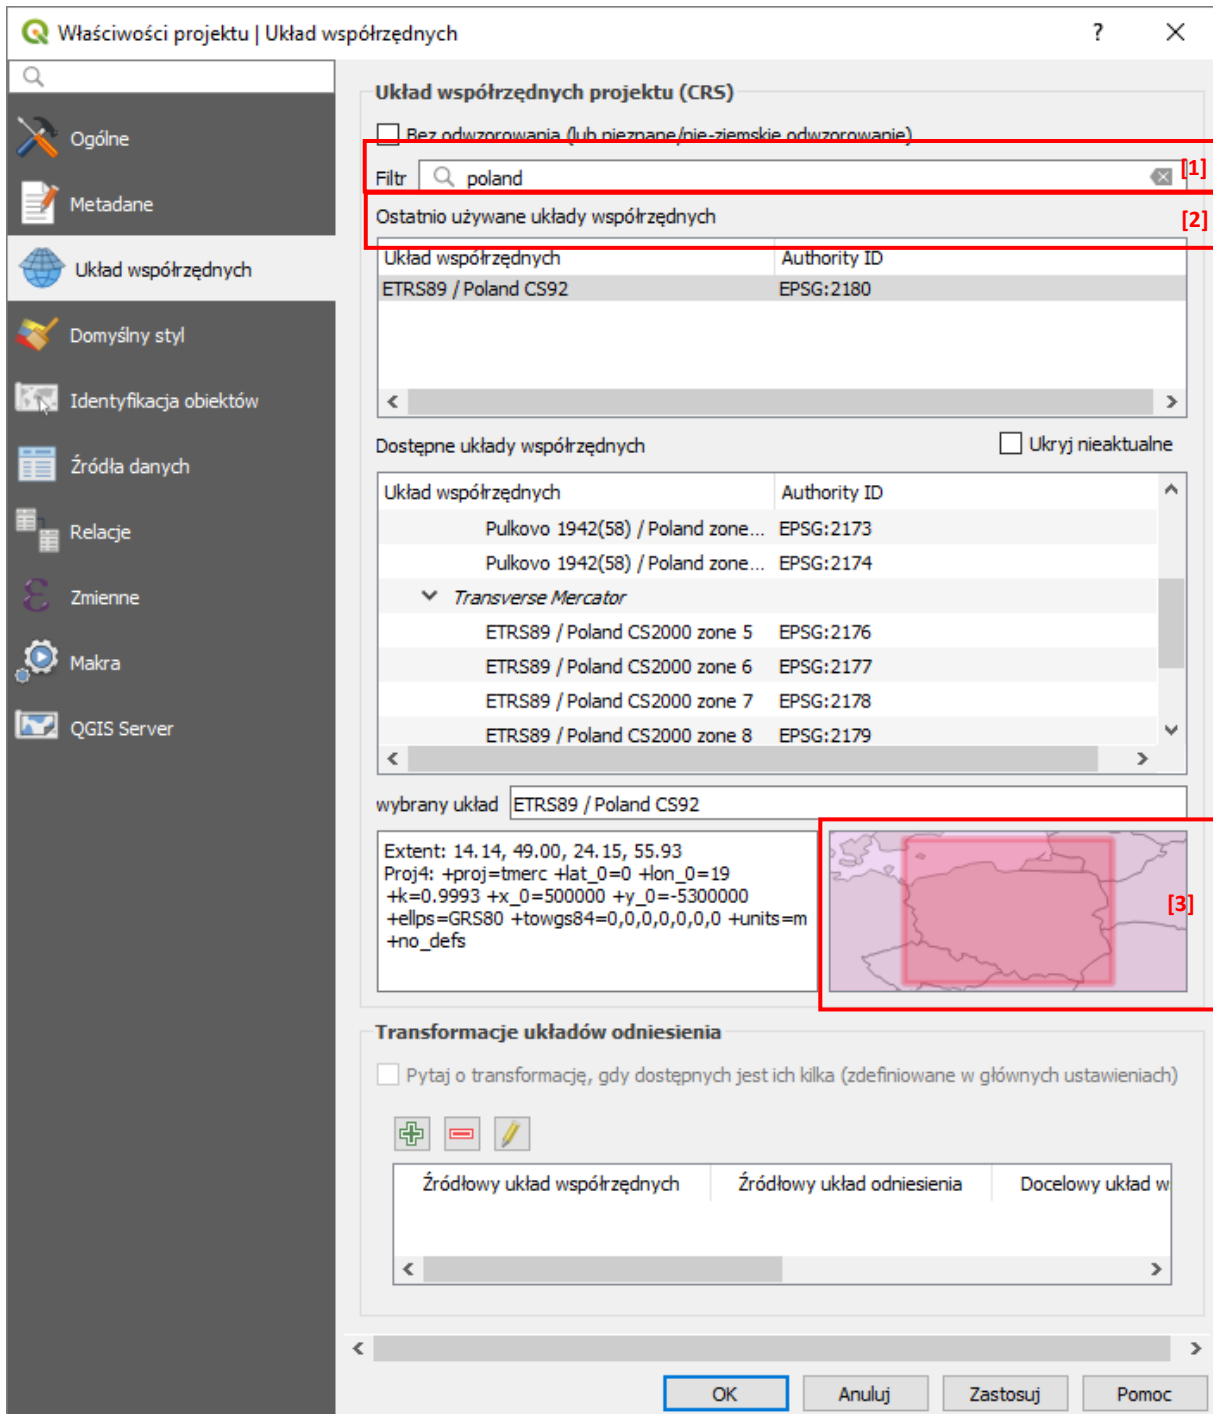 Właściwości projektu | Układ współrzędnych
?
Ogólne
Metadane
Układ współrzędnych
Domyślny styl
Identyfikacja obiektów
Źródła danych
Relacje
Zmienne
Makra
QGIS Server
Układ współrzędnych projektu (CRS)
Bez odwzorowania (lub nieznane/nie-ziemskie odwzorowanie)
Filtr poland [1]
Ostatnio używane układy współrzędnych [2]
Układ współrzędnych Authority ID
ETRS89 / Poland CS92 EPSG:2180
Dostępne układy współrzędnych Ukryj nieaktualne
Układ współrzędnych Authority ID
Pulkovo 1942(58) / Poland zone... EPSG:2173
Pulkovo 1942(58) / Poland zone... EPSG:2174
Transverse Mercator
ETRS89 / Poland CS2000 zone 5 EPSG:2176
ETRS89 / Poland CS2000 zone 6 EPSG:2177
ETRS89 / Poland CS2000 zone 7 EPSG:2178
ETRS89 / Poland CS2000 zone 8 EPSG:2179
wybrany układ ETRS89 / Poland CS92
Extent: 14.14, 49.00, 24.15, 55.93
Proj4: +proj=tmerc +lat_0=0 +lon_0=19
+k=0.9993 +x_0=500000 +y_0=-5300000
+ellps=GRS80 +towgs84=0,0,0,0,0,0,0 +units=m
+no_defs
[3]
Transformacje układów odniesienia
Pytaj o transformację, gdy dostępnych jest ich kilka (zdefiniowane w głównych ustawieniach)
Źródłowy układ współrzędnych Źródłowy układ odniesienia Docelowy układ w
OK Anuluj Zastosuj Pomoc